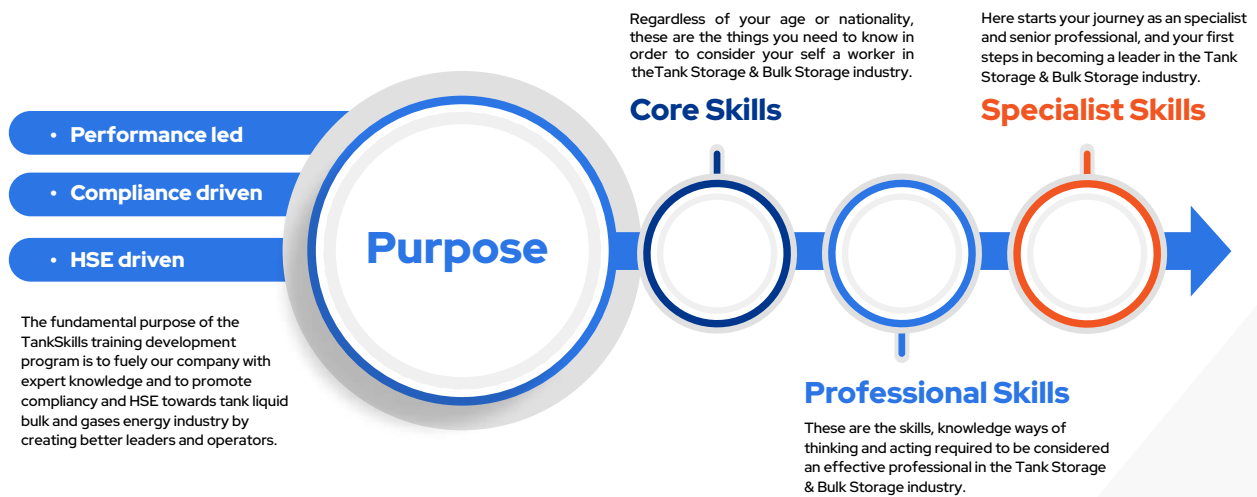 • Performance led
• Compliance driven
• HSE driven
The fundamental purpose of the
TankSkills training development
program is to fuely our company with
expert knowledge and to promote
compliancy and HSE towards tank liquid
bulk and gases energy industry by
creating better leaders and operators.
Purpose
Regardless of your age or nationality,
these are the things you need to know in
order to consider your self a worker in
theTank Storage & Bulk Storage industry.
Core Skills
Professional Skills
These are the skills, knowledge ways of
thinking and acting required to be considered
an effective professional in the Tank Storage
& Bulk Storage industry.
Here starts your journey as an specialist
and senior professional, and your first
steps in becoming a leader in the Tank
Storage & Bulk Storage industry.
Specialist Skills